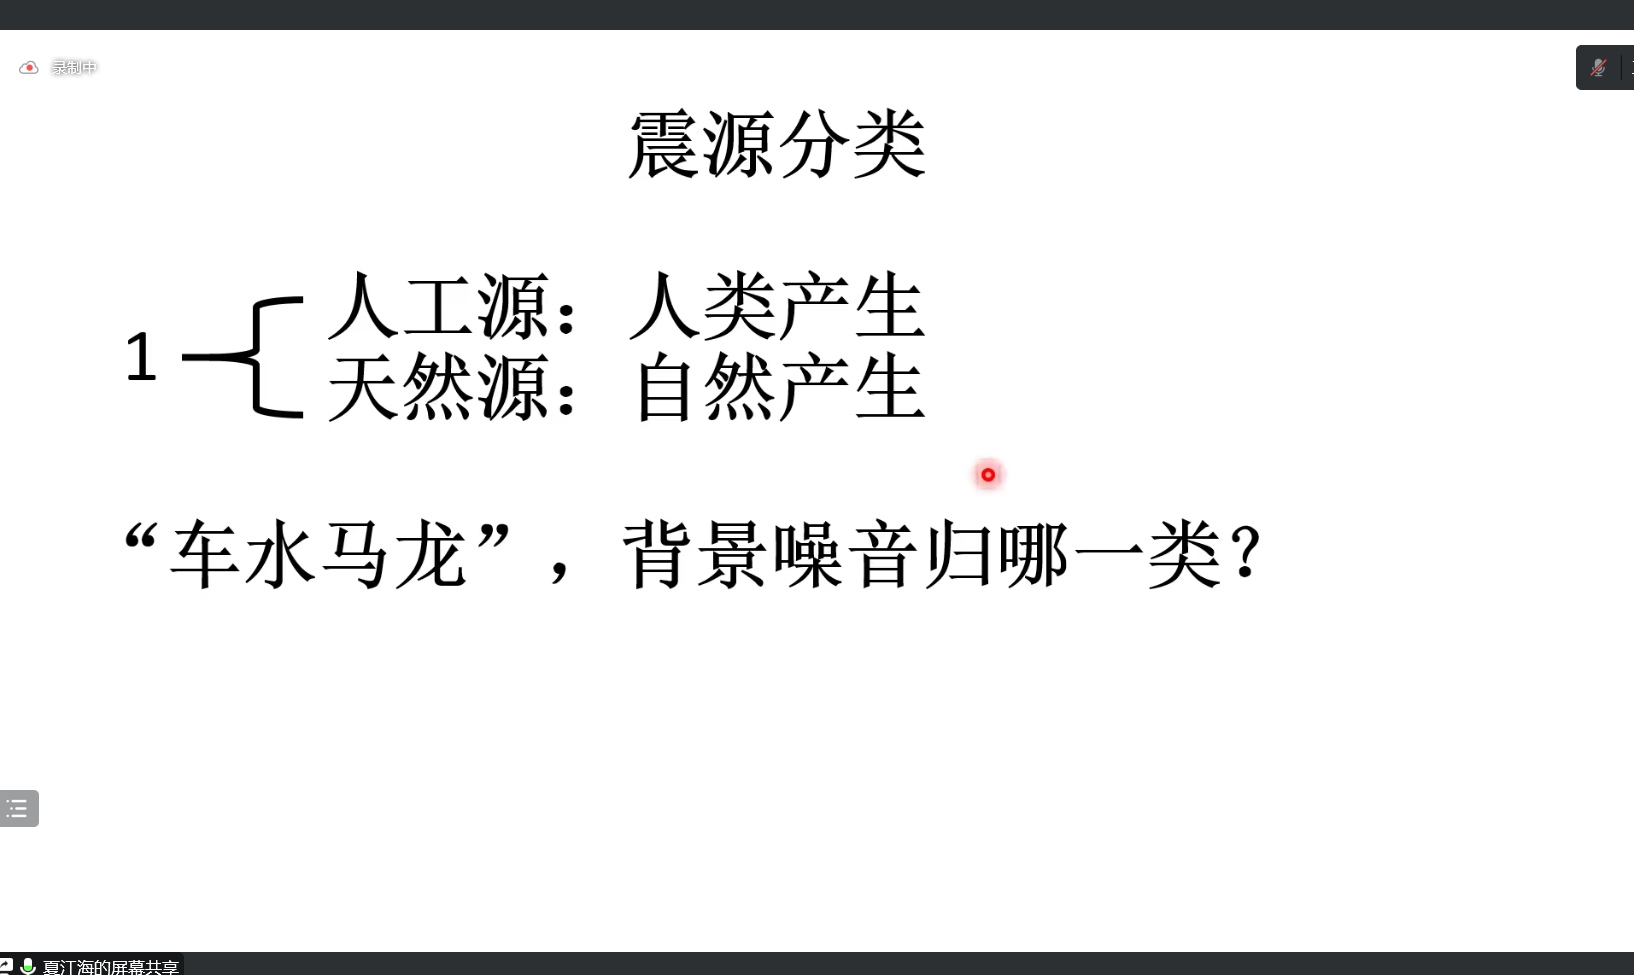 录制中
震源分类
1
人工源：人类产生
天然源：自然产生
“车水马龙”，背景噪音归哪一类？
夏江海的屏幕共享